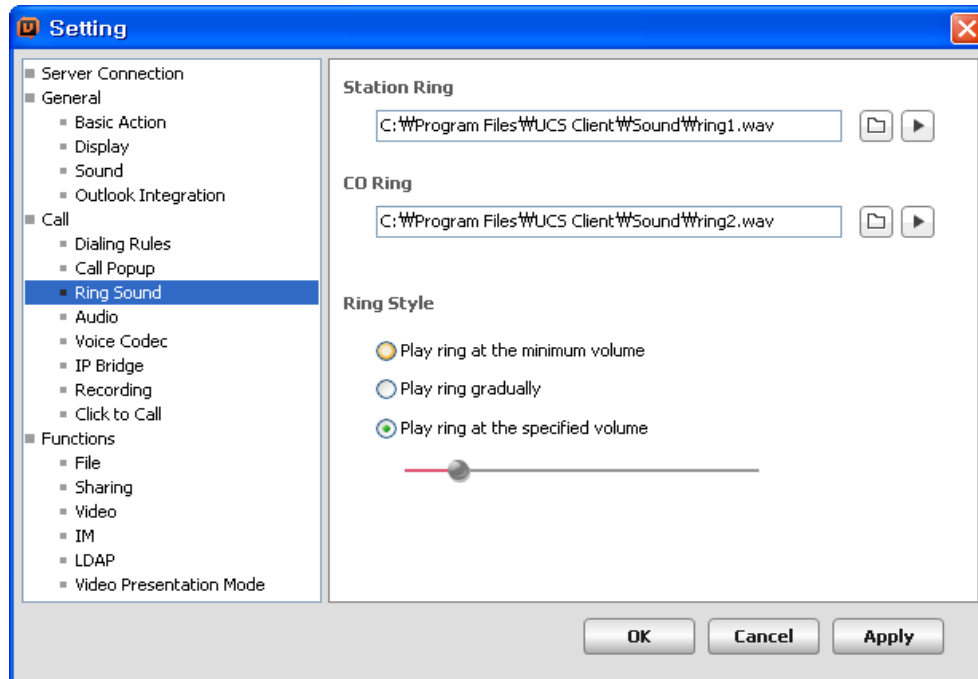 Setting
Server Connection
General
Basic Action
Display
Sound
Outlook Integration
Call
Dialing Rules
Call Popup
Ring Sound
Audio
Voice Codec
IP Bridge
Recording
Click to Call
Functions
File
Sharing
Video
IM
LDAP
Video Presentation Mode
Station Ring
C:₩Program Files₩UCS Client₩Sound₩ring1.wav
CO Ring
C:₩Program Files₩UCS Client₩Sound₩ring2.wav
Ring Style
Play ring at the minimum volume
Play ring gradually
Play ring at the specified volume
OK Cancel Apply